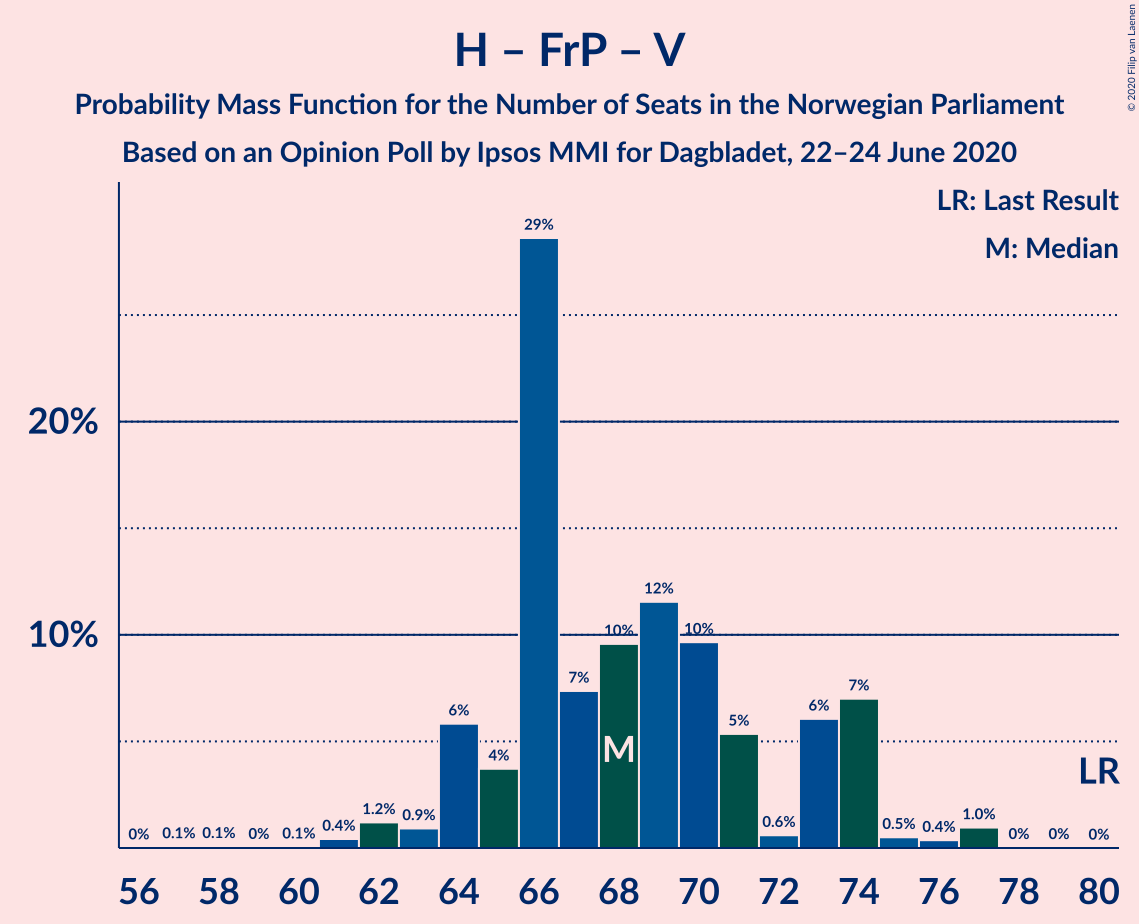 H – FrP – V
Probability Mass Function for the Number of Seats in the Norwegian Parliament
Based on an Opinion Poll by Ipsos MMI for Dagbladet, 22–24 June 2020
© 2020 Filip van Laenen
LR: Last Result
M: Median
20%
10%
0% 0.1% 0.1% 0% 0.1% 0.4% 1.2% 0.9% 6% 4% 29% 7% 10% 12% 10% 5% 0.6% 6% 7% 0.5% 0.4% 1.0% 0% 0% 0%
M
LR
56 58 60 62 64 66 68 70 72 74 76 78 80